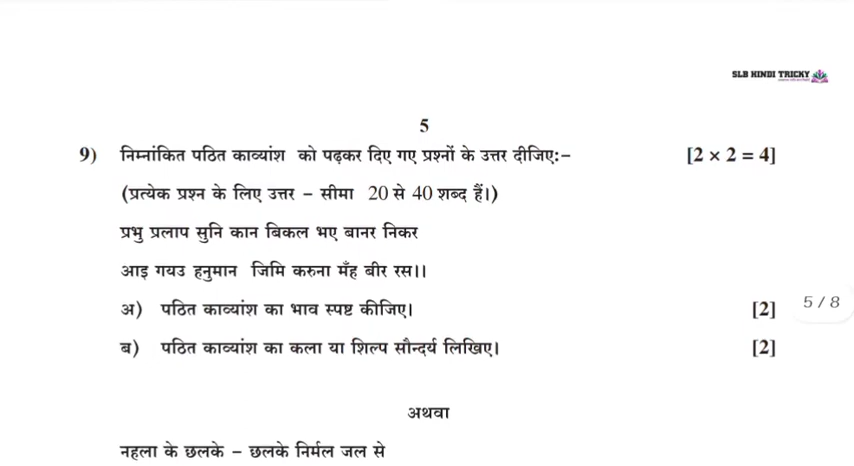 SLB HINDI TRICKY
5
9) निम्नांकित पठित काव्यांश को पढ़कर दिए गए प्रश्नों के उत्तर दीजिए:- [2 × 2 = 4]
(प्रत्येक प्रश्न के लिए उत्तर - सीमा 20 से 40 शब्द हैं।)
प्रभु प्रलाप सुनि कान बिकल भए बानर निकर
आइ गयउ हनुमान जिमि करुना मँह बीर रस।।
अ) पठित काव्यांश का भाव स्पष्ट कीजिए। [2]
5 / 8
ब) पठित काव्यांश का कला या शिल्प सौन्दर्य लिखिए। [2]
अथवा
नहला के छलके - छलके निर्मल जल से